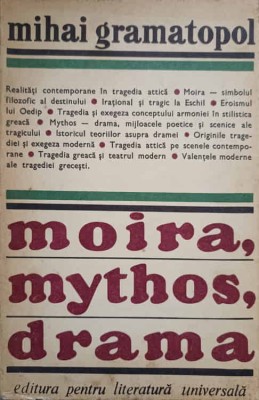 mihai gramatopol
Realități contemporane în tragedia attică ● Moira — simbolul
filozofic al destinului ● Irațional și tragic la Eschil ● Eroismul
lui Oedip ● Tragedia și exegeza conceptului armoniei în stilistica
greacă ● Mythos — drama, mijloacele poetice și scenice ale
tragicului ● Istoricul teoriilor asupra dramei ● Originile trage-
diei și exegeza modernă ● Tragedia attică pe scenele contempo-
rane ● Tragedia greacă și teatrul modern ● Valențele moderne
ale tragediei grecești.
moira,
mythos,
drama
editura pentru literatură universală